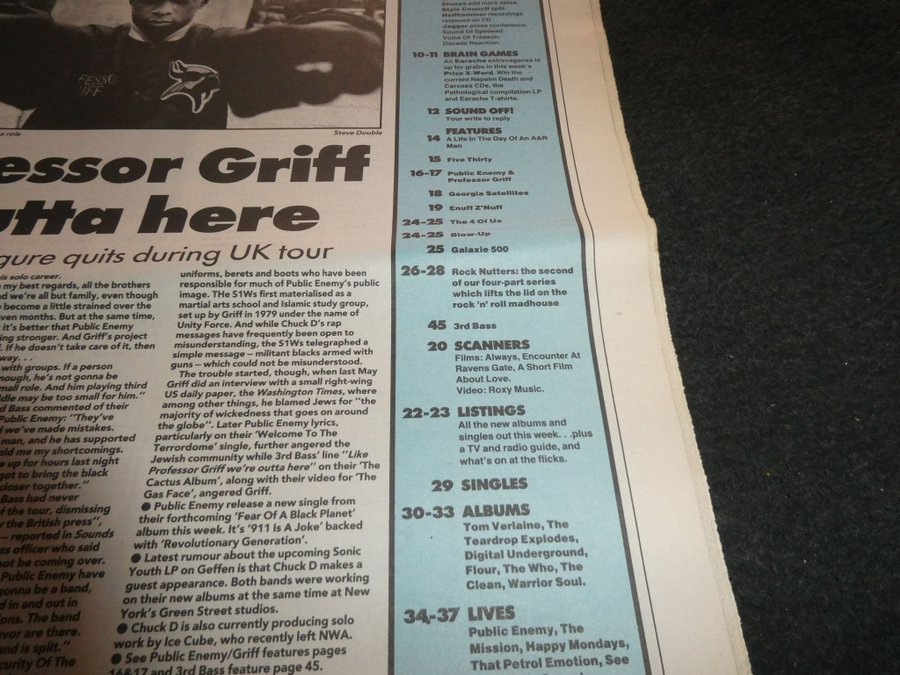 FESSO
IFF
a role
Steve Double
essor Griff
utta here
gure quits during UK tour
his solo career.
my best regards, all the brothers
d we're all but family, even though
become a little strained over the
ven months. But at the same time,
it's better that Public Enemy
ing stronger. And Griff's project
If he doesn't take care of it, then
way. . .
with groups. If a person
hough, he's not gonna be
mall role. And him playing third
ddle may be too small for him."
d Bass commented of their
Public Enemy: "They've
d we've made mistakes.
man, and he has supported
old me my shortcomings.
e up for hours last night
got to bring the black
closer together."
Bass had never
f the tour, dismissing
y the British press",
– reported in Sounds
ss officer who said
not be coming over.
Public Enemy have
gonna be a band,
d in and out in
ions. The band
avor are there.
nd is split."
curity Of The
uniforms, berets and boots who have been
responsible for much of Public Enemy's public
image. THe S1Ws first materialised as a
martial arts school and Islamic study group,
set up by Griff in 1979 under the name of
Unity Force. And while Chuck D's rap
messages have frequently been open to
misunderstanding, the S1Ws telegraphed a
simple message – militant blacks armed with
guns – which could not be misunderstood.
The trouble started, though, when last May
Griff did an interview with a small right-wing
US daily paper, the Washington Times, where
among other things, he blamed Jews for "the
majority of wickedness that goes on around
the globe". Later Public Enemy lyrics,
particularly on their 'Welcome To The
Terrordome' single, further angered the
Jewish community while 3rd Bass' line "Like
Professor Griff we're outta here" on their 'The
Cactus Album', along with their video for 'The
Gas Face', angered Griff.
● Public Enemy release a new single from
their forthcoming 'Fear Of A Black Planet'
album this week. It's '911 Is A Joke' backed
with 'Revolutionary Generation'.
● Latest rumour about the upcoming Sonic
Youth LP on Geffen is that Chuck D makes a
guest appearance. Both bands were working
on their new albums at the same time at New
York's Green Street studios.
● Chuck D is also currently producing solo
work by Ice Cube, who recently left NWA.
● See Public Enemy/Griff features pages
16&17 and 3rd Bass feature page 45.
Stones add more dates.
Style Council split.
recordings
released on CD.
Jagger press conference.
Sound Of Speeed.
Voice Of Treason.
Decade Reaction.
10-11 BRAIN GAMES
An Earache extravaganza is
up for grabs in this week's
Prize X-Word. Win the
current Napalm Death and
Carcass CDs, the
Pathological compilation LP
and Earache T-shirts.
12 SOUND OFF!
Your write to reply
FEATURES
14 A Life In The Day Of An A&R
Man
15 Five Thirty
16-17 Public Enemy &
Professor Griff
18 Georgia Satellites
19 Enuff Z'Nuff
24-25 The 4 Of Us
24-25 Blow-Up
25 Galaxie 500
26-28 Rock Nutters: the second
of our four-part series
which lifts the lid on the
rock 'n' roll madhouse
45 3rd Bass
20 SCANNERS
Films: Always, Encounter At
Ravens Gate, A Short Film
About Love.
Video: Roxy Music.
22-23 LISTINGS
All the new albums and
singles out this week. . .plus
a TV and radio guide, and
what's on at the flicks.
29 SINGLES
30-33 ALBUMS
Tom Verlaine, The
Teardrop Explodes,
Digital Underground,
Flour, The Who, The
Clean, Warrior Soul.
34-37 LIVES
Public Enemy, The
Mission, Happy Mondays,
That Petrol Emotion, See